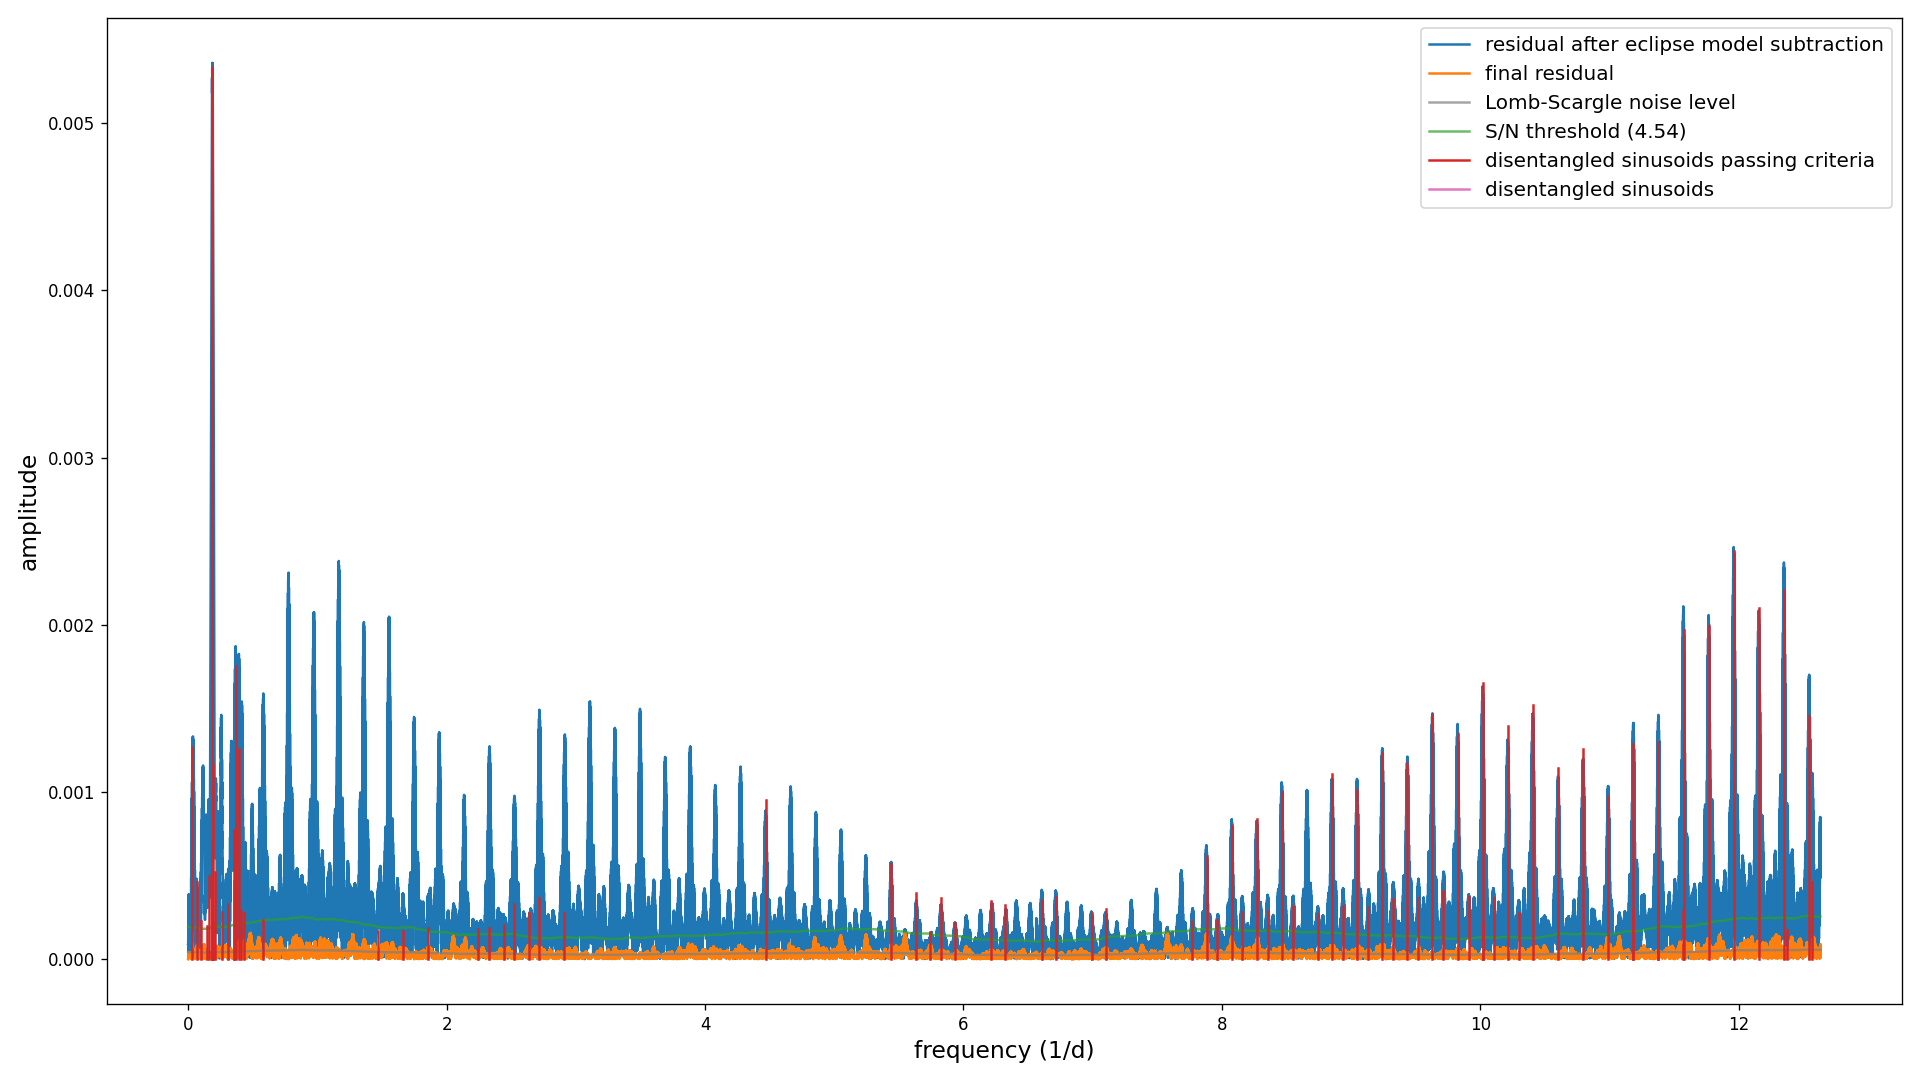 residual after eclipse model subtraction
final residual
Lomb-Scargle noise level
S/N threshold (4.54)
disentangled sinusoids passing criteria
disentangled sinusoids
0.005
0.004
0.003
0.002
0.001
0.000
amplitude
0 2 4 6 8 10 12
frequency (1/d)